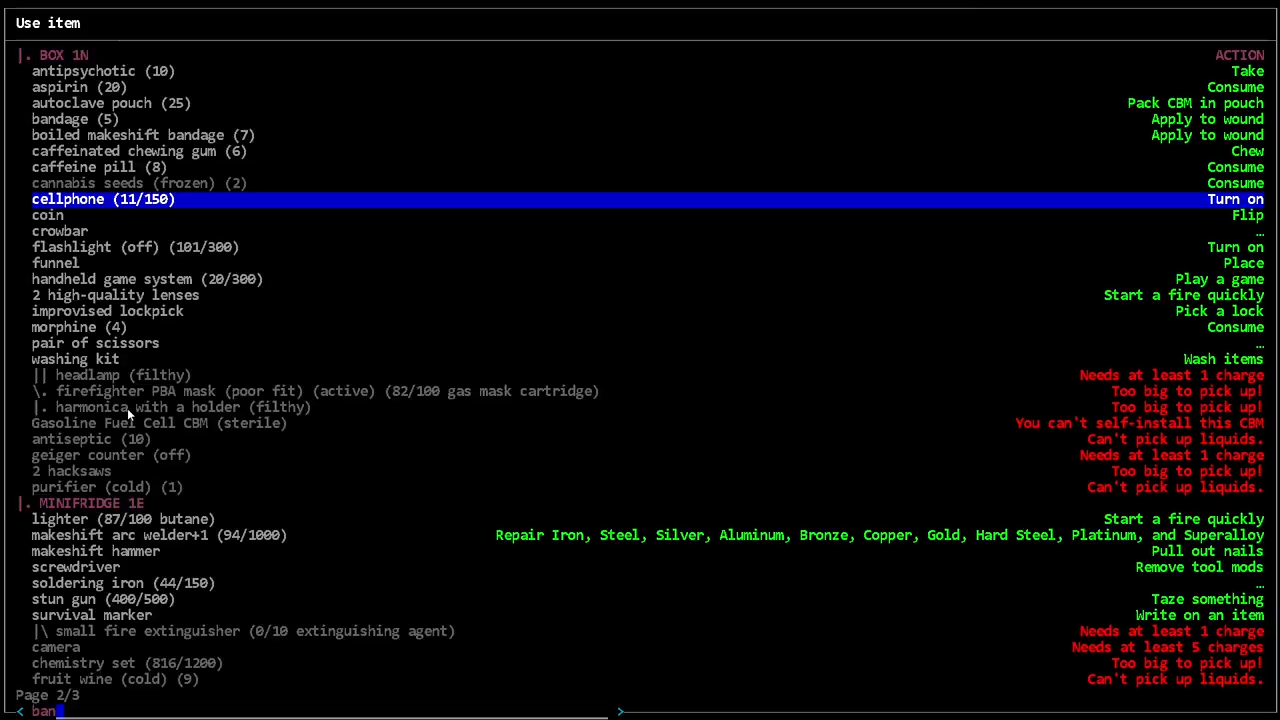 Use item
|. BOX 1N ACTION
antipsychotic (10) Take
aspirin (20) Consume
autoclave pouch (25) Pack CBM in pouch
bandage (5) Apply to wound
boiled makeshift bandage (7) Apply to wound
caffeinated chewing gum (6) Chew
caffeine pill (8) Consume
cannabis seeds (frozen) (2) Consume
cellphone (11/150) Turn on
coin Flip
crowbar …
flashlight (off) (101/300) Turn on
funnel Place
handheld game system (20/300) Play a game
2 high-quality lenses Start a fire quickly
improvised lockpick Pick a lock
morphine (4) Consume
pair of scissors …
washing kit Wash items
|| headlamp (filthy) Needs at least 1 charge
\. firefighter PBA mask (poor fit) (active) (82/100 gas mask cartridge) Too big to pick up!
|. harmonica with a holder (filthy) Too big to pick up!
Gasoline Fuel Cell CBM (sterile) You can't self-install this CBM
antiseptic (10) Can't pick up liquids.
geiger counter (off) Needs at least 1 charge
2 hacksaws Too big to pick up!
purifier (cold) (1) Can't pick up liquids.
|. MINIFRIDGE 1E
lighter (87/100 butane) Start a fire quickly
makeshift arc welder+1 (94/1000) Repair Iron, Steel, Silver, Aluminum, Bronze, Copper, Gold, Hard Steel, Platinum, and Superalloy
makeshift hammer Pull out nails
screwdriver Remove tool mods
soldering iron (44/150) …
stun gun (400/500) Taze something
survival marker Write on an item
|\ small fire extinguisher (0/10 extinguishing agent) Needs at least 1 charge
camera Needs at least 5 charges
chemistry set (816/1200) Too big to pick up!
fruit wine (cold) (9) Can't pick up liquids.
Page 2/3
< ban >